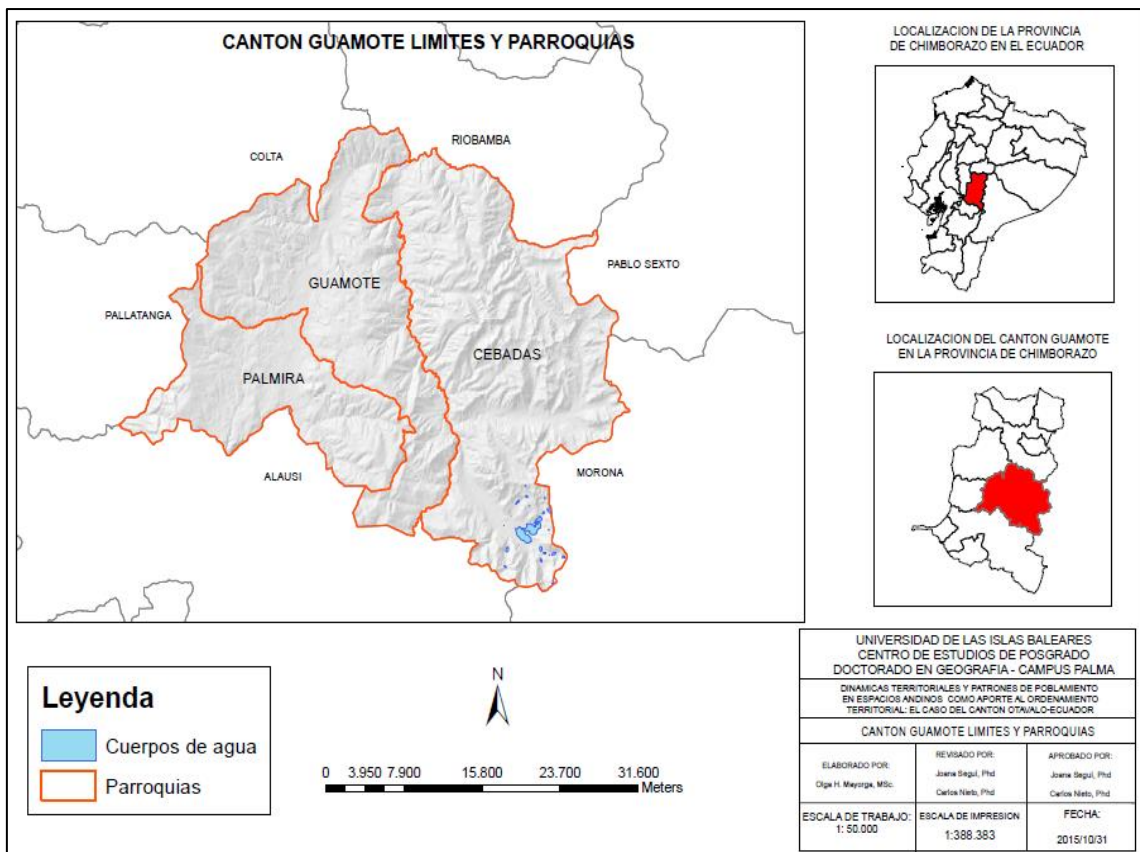 CANTON GUAMOTE LIMITES Y PARROQUIAS
COLTA
RIOBAMBA
PABLO SEXTO
GUAMOTE
PALLATANGA
CEBADAS
PALMIRA
ALAUSI
MORONA
LOCALIZACION DE LA PROVINCIA
DE CHIMBORAZO EN EL ECUADOR
LOCALIZACION DEL CANTON GUAMOTE
EN LA PROVINCIA DE CHIMBORAZO
Leyenda
Cuerpos de agua
Parroquias
N
0 3.950 7.900 15.800 23.700 31.600
Meters
UNIVERSIDAD DE LAS ISLAS BALEARES
CENTRO DE ESTUDIOS DE POSGRADO
DOCTORADO EN GEOGRAFIA - CAMPUS PALMA
DINAMICAS TERRITORIALES Y PATRONES DE POBLAMIENTO
EN ESPACIOS ANDINOS COMO APORTE AL ORDENAMIENTO
TERRITORIAL: EL CASO DEL CANTON OTAVALO-ECUADOR
CANTON GUAMOTE LIMITES Y PARROQUIAS
ELABORADO POR:
Olga H. Mayorga, MSc.
REVISADO POR:
Joana Seguí, Phd
Carlos Nieto, Phd
APROBADO POR:
Joana Seguí, Phd
Carlos Nieto, Phd
ESCALA DE TRABAJO:
1: 50.000
ESCALA DE IMPRESION
1:388.383
FECHA:
2015/10/31